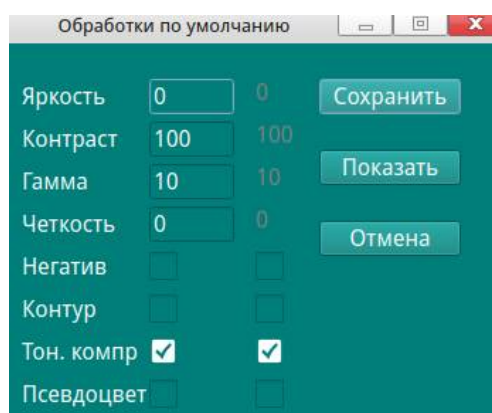 Обработки по умолчанию
Яркость 0 0 Сохранить
Контраст 100 100
Гамма 10 10 Показать
Четкость 0 0
Отмена
Негатив
Контур
Тон. компр
Псевдоцвет